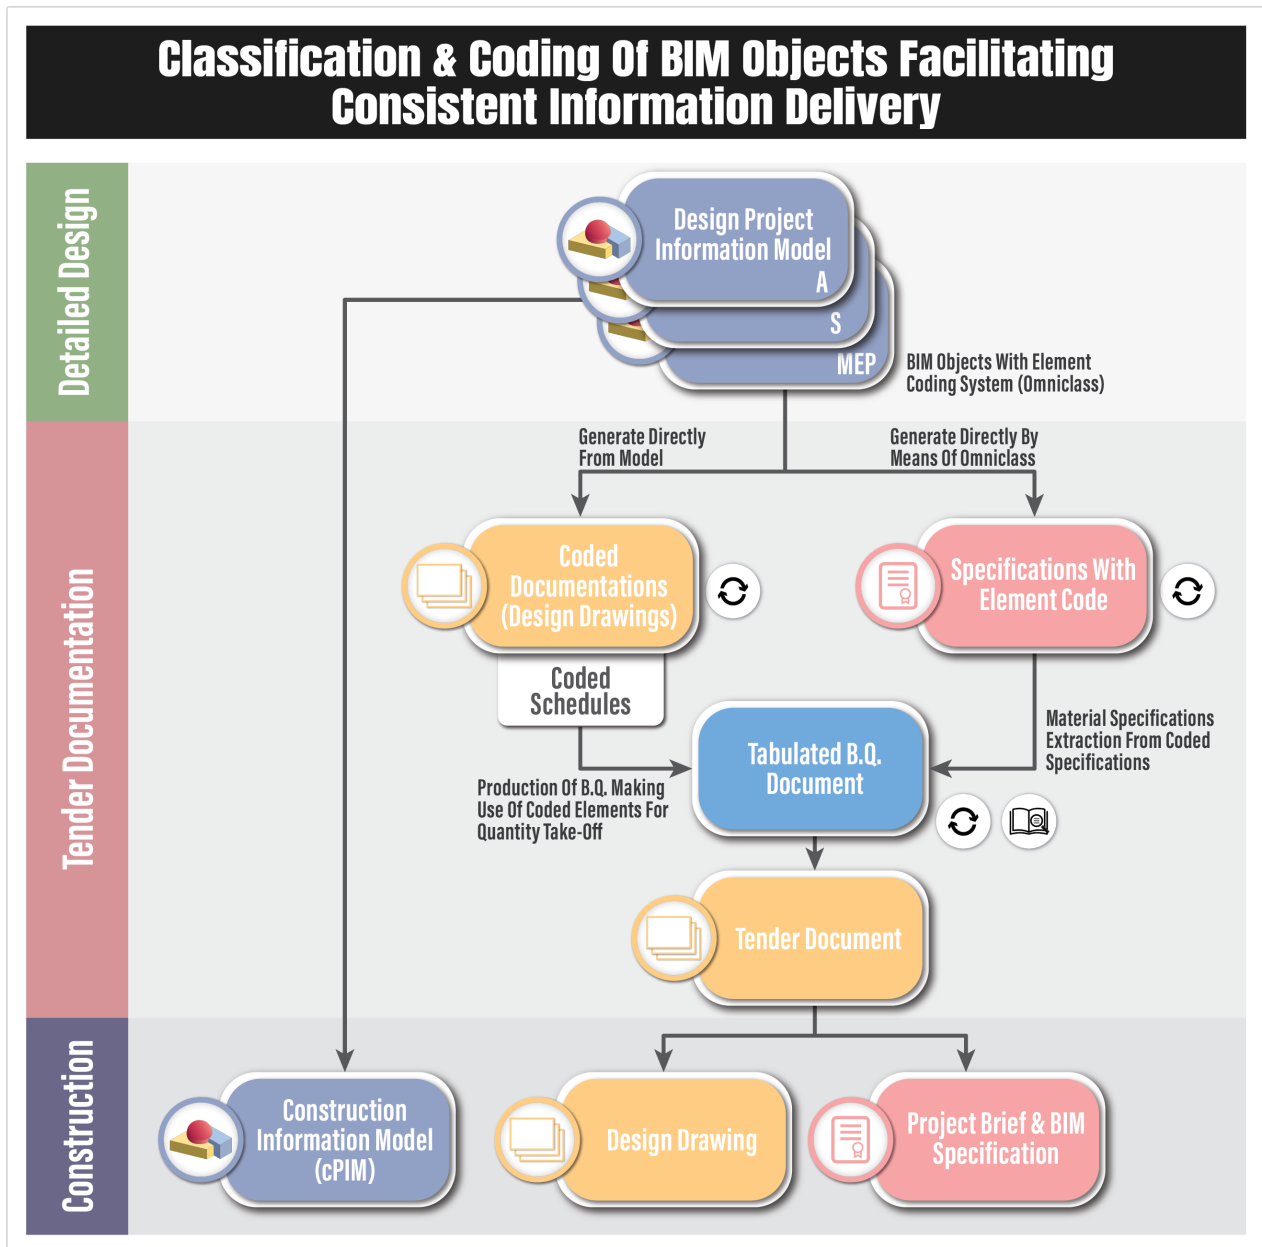 Classification & Coding Of BIM Objects Facilitating
Consistent Information Delivery
Detailed Design
Design Project
Information Model
A
S
MEP
BIM Objects With Element
Coding System (Omniclass)
Tender Documentation
Generate Directly
From Model
Generate Directly By
Means Of Omniclass
Coded
Documentations
(Design Drawings)
Specifications With
Element Code
Coded
Schedules
Material Specifications
Extraction From Coded
Specifications
Tabulated B.Q.
Document
Production Of B.Q. Making
Use Of Coded Elements For
Quantity Take-Off
Tender Document
Construction
Construction
Information Model
(cPIM)
Design Drawing
Project Brief & BIM
Specification